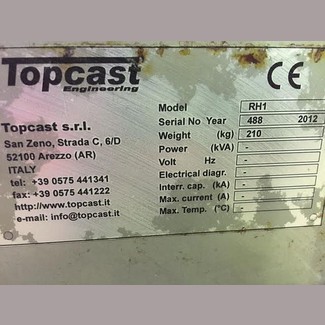 Topcast
Engineering
CE
Topcast s.r.l.
San Zeno, Strada C, 6/D
52100 Arezzo (AR)
ITALY
tel: +39 0575 441341
fax: +39 0575 441222
http://www.topcast.it
e-mail: info@topcast.it
Model RH1
Serial No Year 488 2012
Weight (kg) 210
Power (kVA) -
Volt Hz -
Electrical diagr. -
Interr. cap. (kA) -
Max. current (A) -
Max. Temp. (°C) -